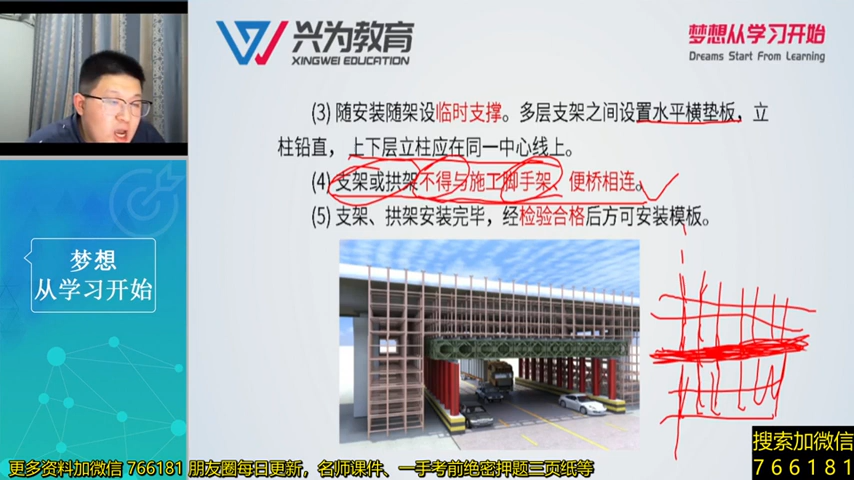 兴为教育
XINGWEI EDUCATION
梦想从学习开始
Dreams Start From Learning
(3) 随安装随架设临时支撑。多层支架之间设置水平横垫板，立
柱铅直，上下层立柱应在同一中心线上。
(4) 支架或拱架不得与施工脚手架、便桥相连。
(5) 支架、拱架安装完毕，经检验合格后方可安装模板。
梦想
从学习开始
搜索加微信
766181
更多资料加微信 766181 朋友圈每日更新，名师课件、一手考前绝密押题三页纸等